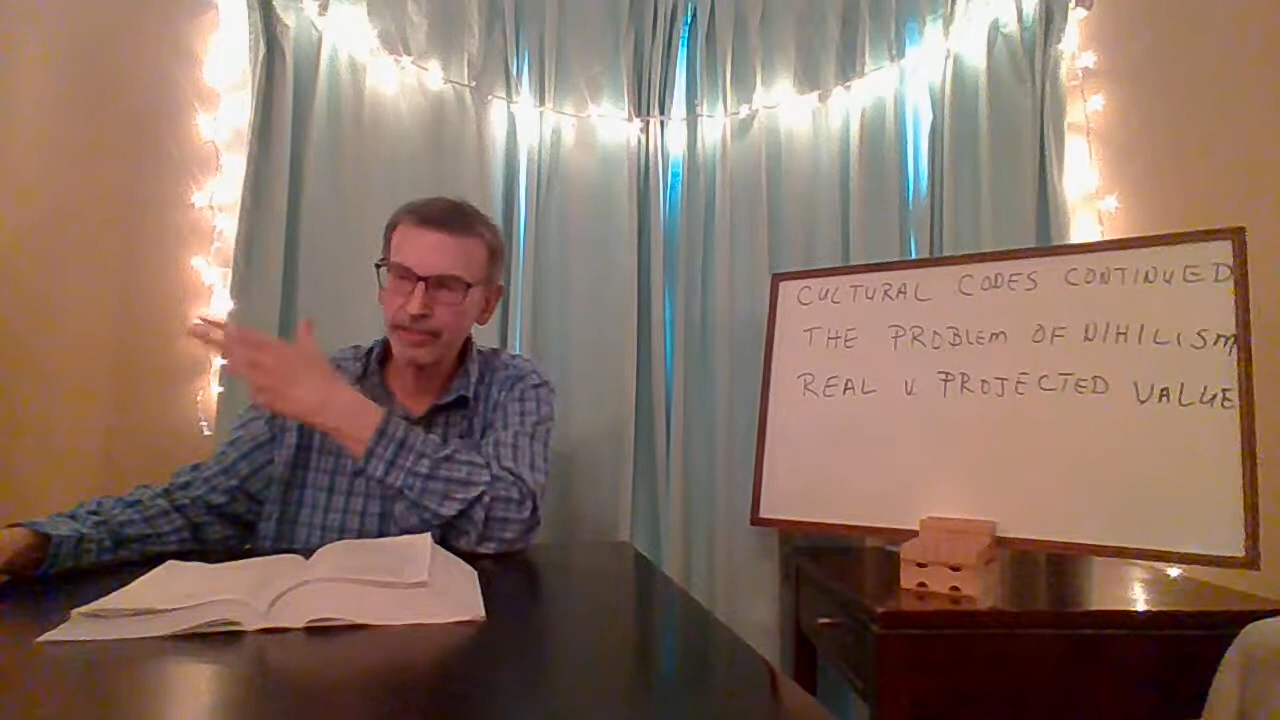 CULTURAL CODES CONTINUED
THE PROBLEM OF NIHILISM
REAL V. PROJECTED VALUE